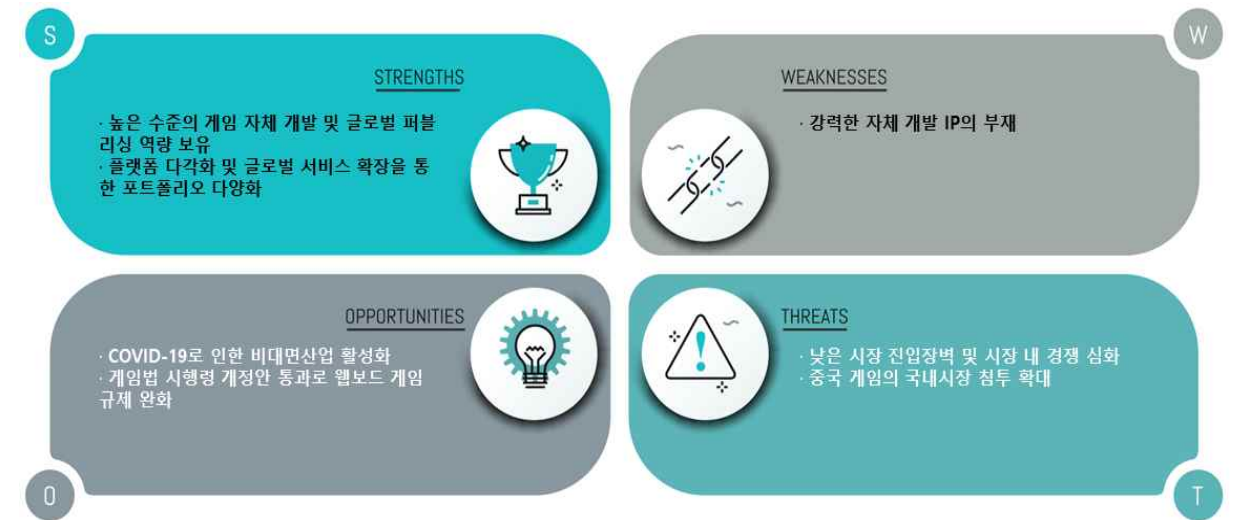 S
STRENGTHS
· 높은 수준의 게임 자체 개발 및 글로벌 퍼블
리싱 역량 보유
· 플랫폼 다각화 및 글로벌 서비스 확장을 통
한 포트폴리오 다양화
W
WEAKNESSES
· 강력한 자체 개발 IP의 부재
OPPORTUNITIES
· COVID-19로 인한 비대면산업 활성화
· 게임법 시행령 개정안 통과로 웹보드 게임
규제 완화
O
THREATS
· 낮은 시장 진입장벽 및 시장 내 경쟁 심화
· 중국 게임의 국내시장 침투 확대
T